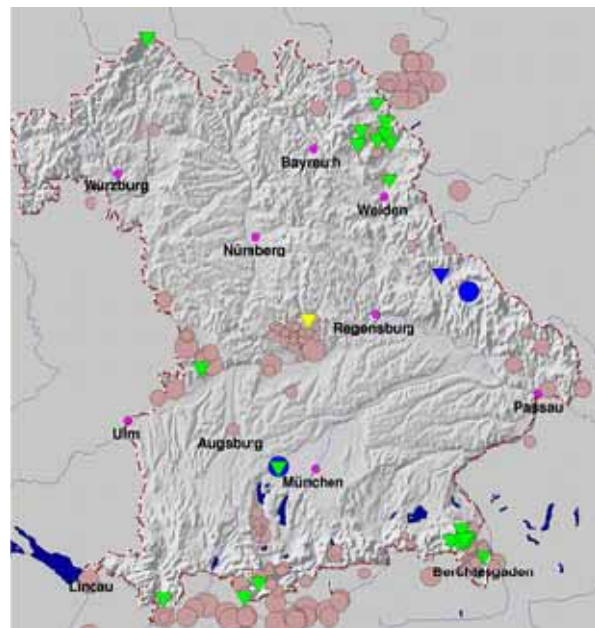 Bayreuth
Würzburg
Weiden
Nürnberg
Regensburg
Passau
Ulm
Augsburg
München
Berchtesgaden
Lindau